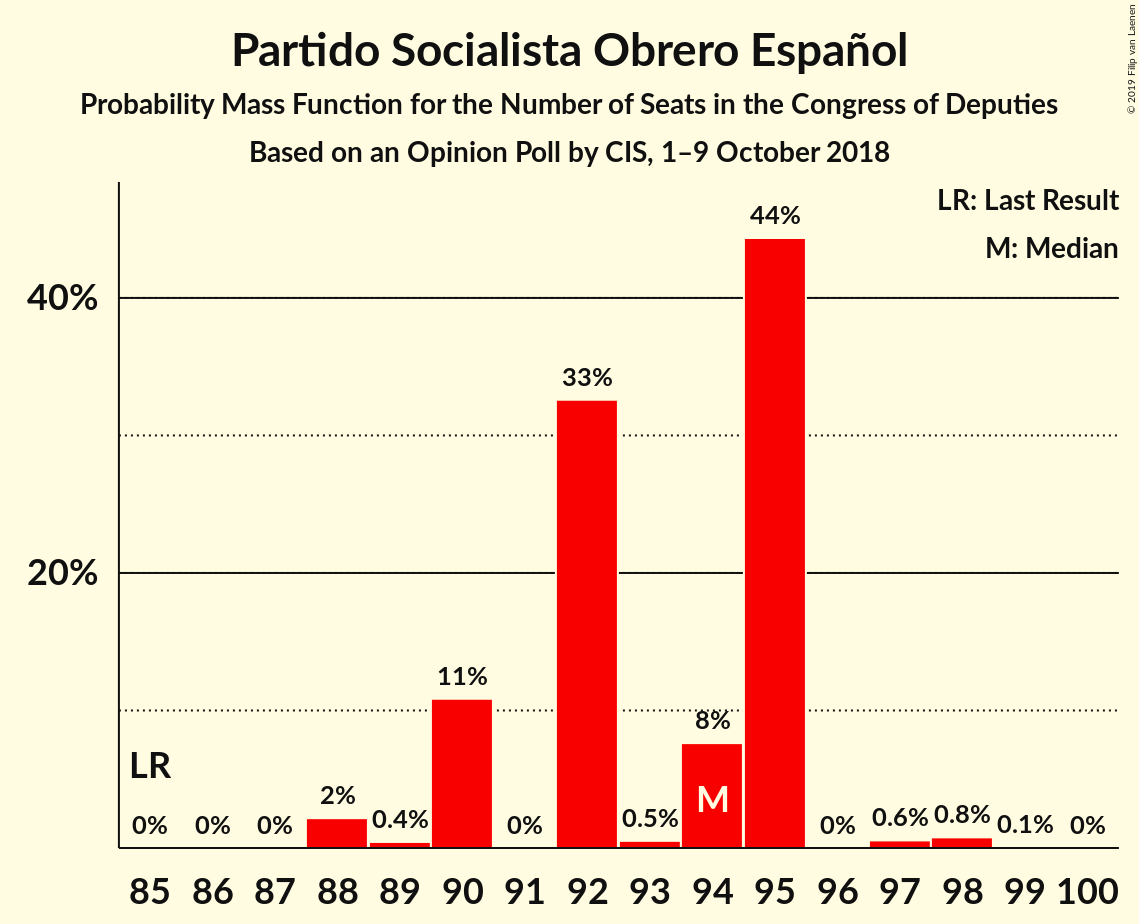 Partido Socialista Obrero Español
Probability Mass Function for the Number of Seats in the Congress of Deputies
Based on an Opinion Poll by CIS, 1–9 October 2018
© 2019 Filip van Laenen
LR: Last Result
M: Median
44%
40%
33%
20%
11%
8%
LR
M
0% 0% 0% 2% 0.4% 0% 0.5% 0% 0.6% 0.8% 0.1% 0%
85 86 87 88 89 90 91 92 93 94 95 96 97 98 99 100